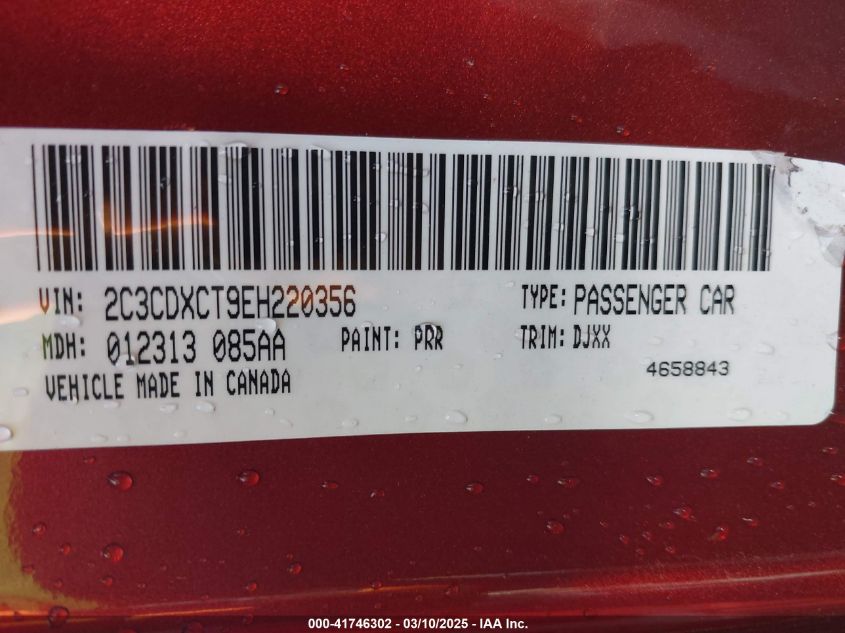 VIN: 2C3CDXCT9EH220356 TYPE: PASSENGER CAR
MDH: 012313 085AA PAINT: PRR TRIM: DJXX
VEHICLE MADE IN CANADA 4658843
000-41746302 - 03/10/2025 - IAA Inc.